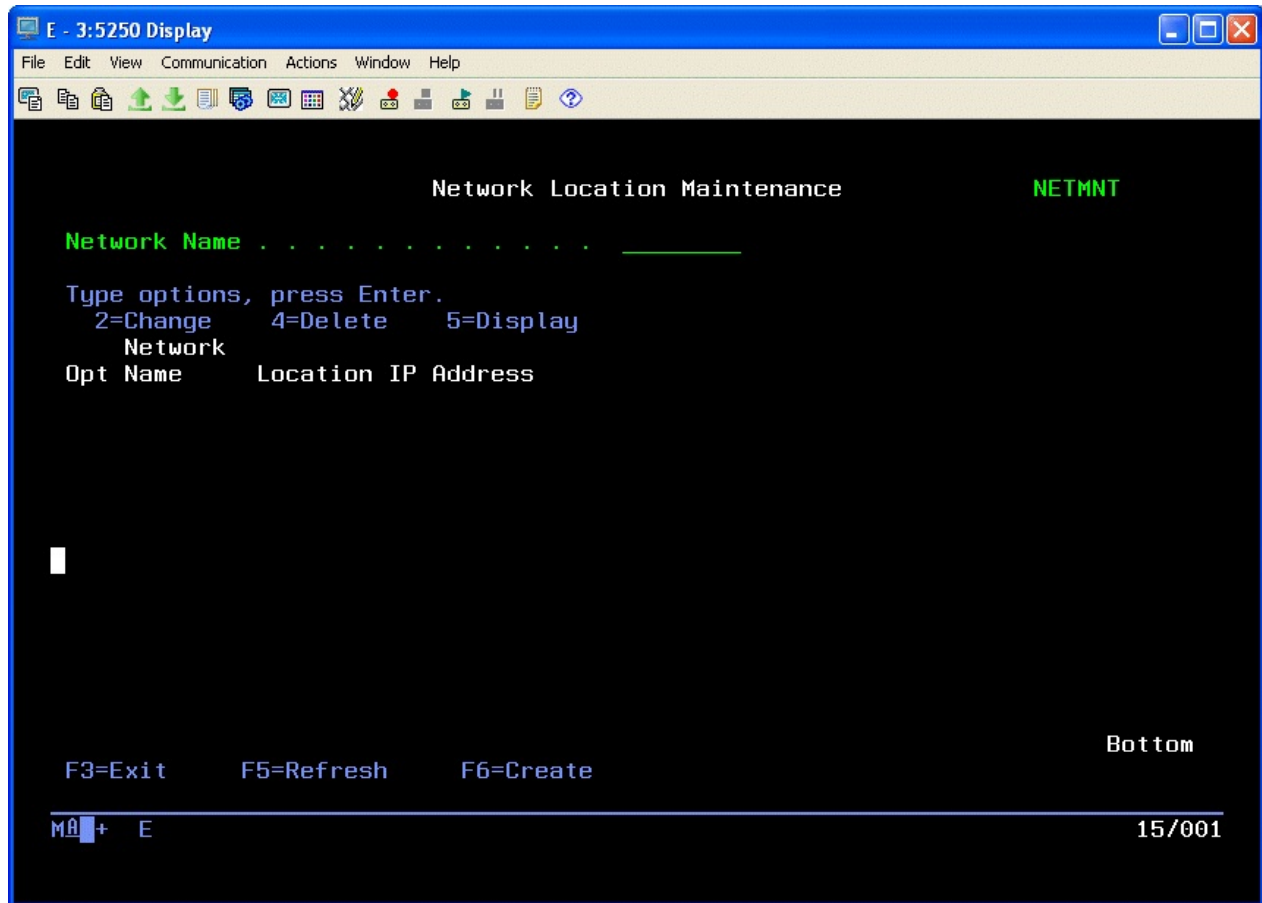 E - 3:5250 Display
File Edit View Communication Actions Window Help
Network Location Maintenance NETMNT
Network Name . . . . . . . . . . . . _________
Type options, press Enter.
2=Change 4=Delete 5=Display
Network
Opt Name Location IP Address
Bottom
F3=Exit F5=Refresh F6=Create
MA + E 15/001